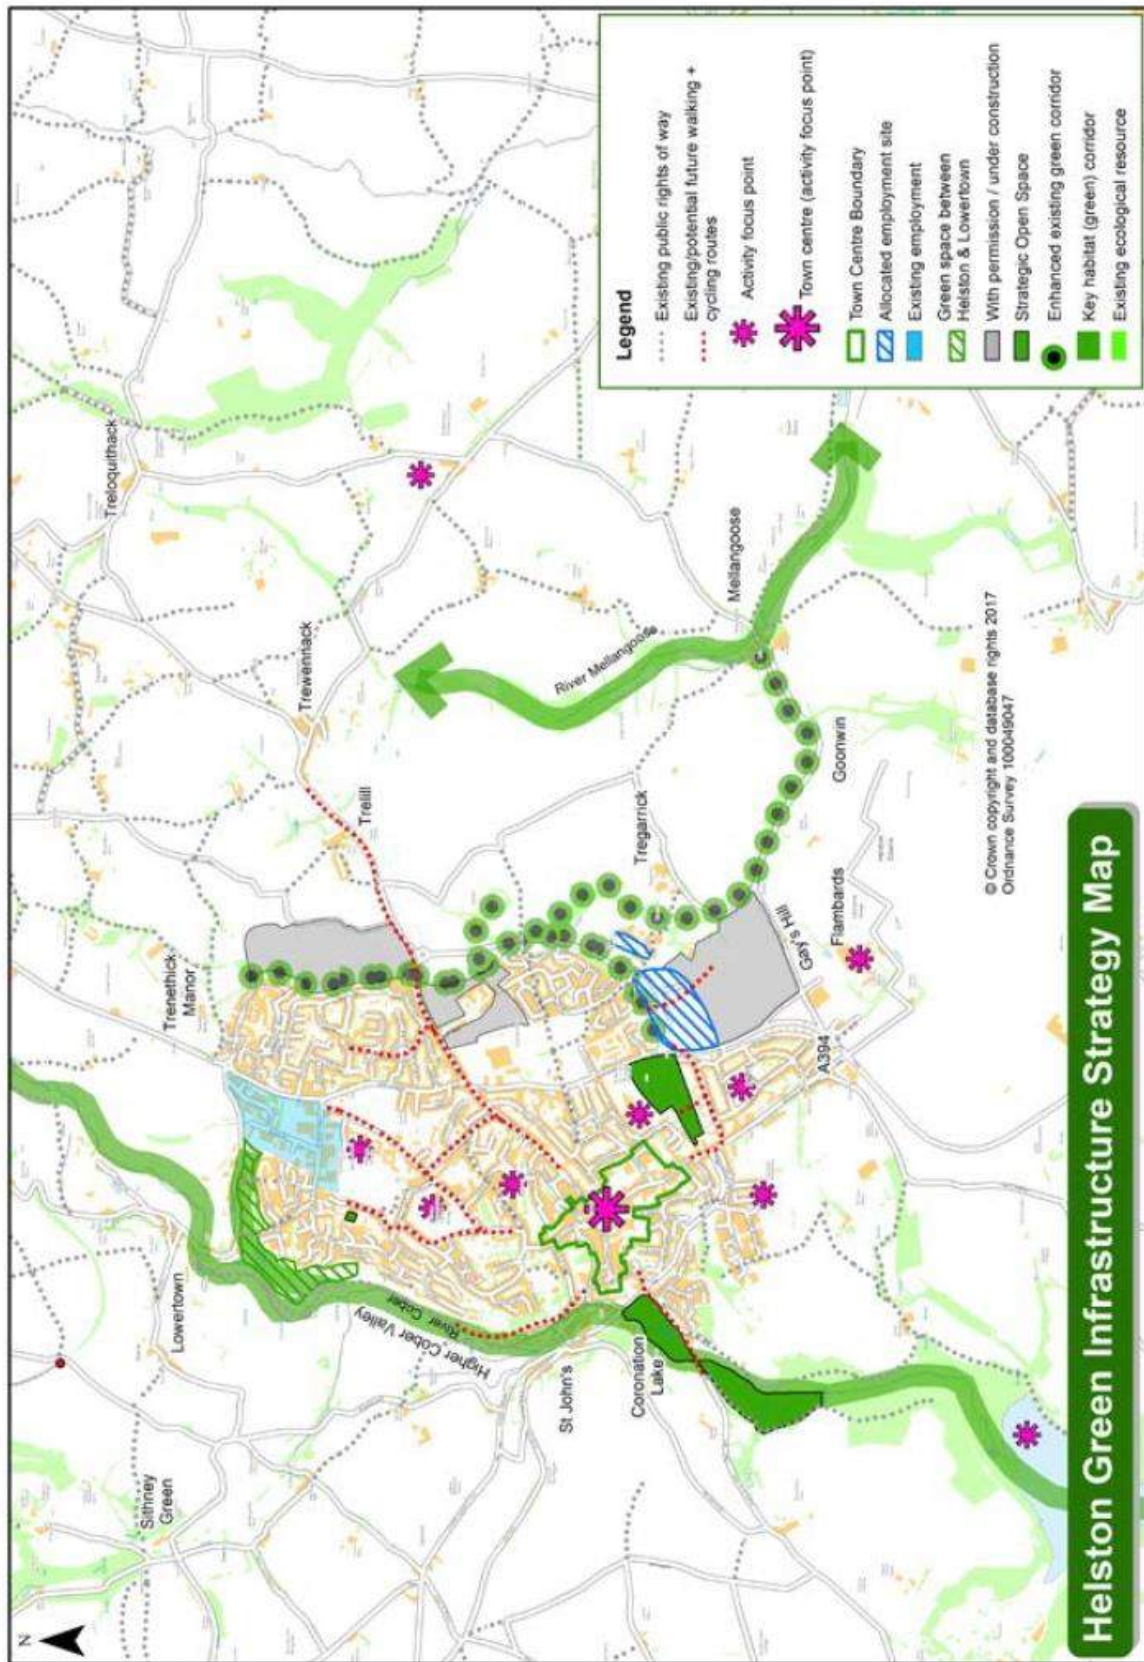 N
Sithney
Green
Lowertown
Trenethick
Manor
Treloquithack
Trewennack
Trelill
Higher Cober Valley
River Cober
St John's
Coronation
Lake
River Mellangoose
Mellangoose
Tregarrick
Goonwin
Gay's Hill
Flambards
A394
Legend
Existing public rights of way
Existing/potential future walking +
cycling routes
Activity focus point
Town centre (activity focus point)
Town Centre Boundary
Allocated employment site
Existing employment
Green space between
Helston & Lowertown
With permission / under construction
Strategic Open Space
Enhanced existing green corridor
Key habitat (green) corridor
Existing ecological resource
© Crown copyright and database rights 2017
Ordnance Survey 100049047
Helston Green Infrastructure Strategy Map